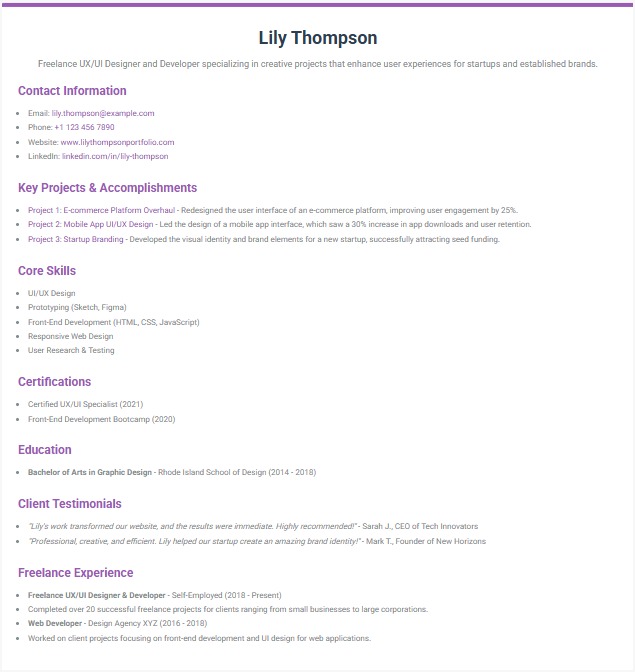 Lily Thompson
Freelance UX/UI Designer and Developer specializing in creative projects that enhance user experiences for startups and established brands.
Contact Information
Email: lily.thompson@example.com
Phone: +1 123 456 7890
Website: www.lilythompsonportfolio.com
LinkedIn: linkedin.com/in/lily-thompson
Key Projects & Accomplishments
Project 1: E-commerce Platform Overhaul - Redesigned the user interface of an e-commerce platform, improving user engagement by 25%.
Project 2: Mobile App UI/UX Design - Led the design of a mobile app interface, which saw a 30% increase in app downloads and user retention.
Project 3: Startup Branding - Developed the visual identity and brand elements for a new startup, successfully attracting seed funding.
Core Skills
UI/UX Design
Prototyping (Sketch, Figma)
Front-End Development (HTML, CSS, JavaScript)
Responsive Web Design
User Research & Testing
Certifications
Certified UX/UI Specialist (2021)
Front-End Development Bootcamp (2020)
Education
Bachelor of Arts in Graphic Design - Rhode Island School of Design (2014 - 2018)
Client Testimonials
"Lily's work transformed our website, and the results were immediate. Highly recommended!" - Sarah J., CEO of Tech Innovators
"Professional, creative, and efficient. Lily helped our startup create an amazing brand identity!" - Mark T., Founder of New Horizons
Freelance Experience
Freelance UX/UI Designer & Developer - Self-Employed (2018 - Present)
Completed over 20 successful freelance projects for clients ranging from small businesses to large corporations.
Web Developer - Design Agency XYZ (2016 - 2018)
Worked on client projects focusing on front-end development and UI design for web applications.